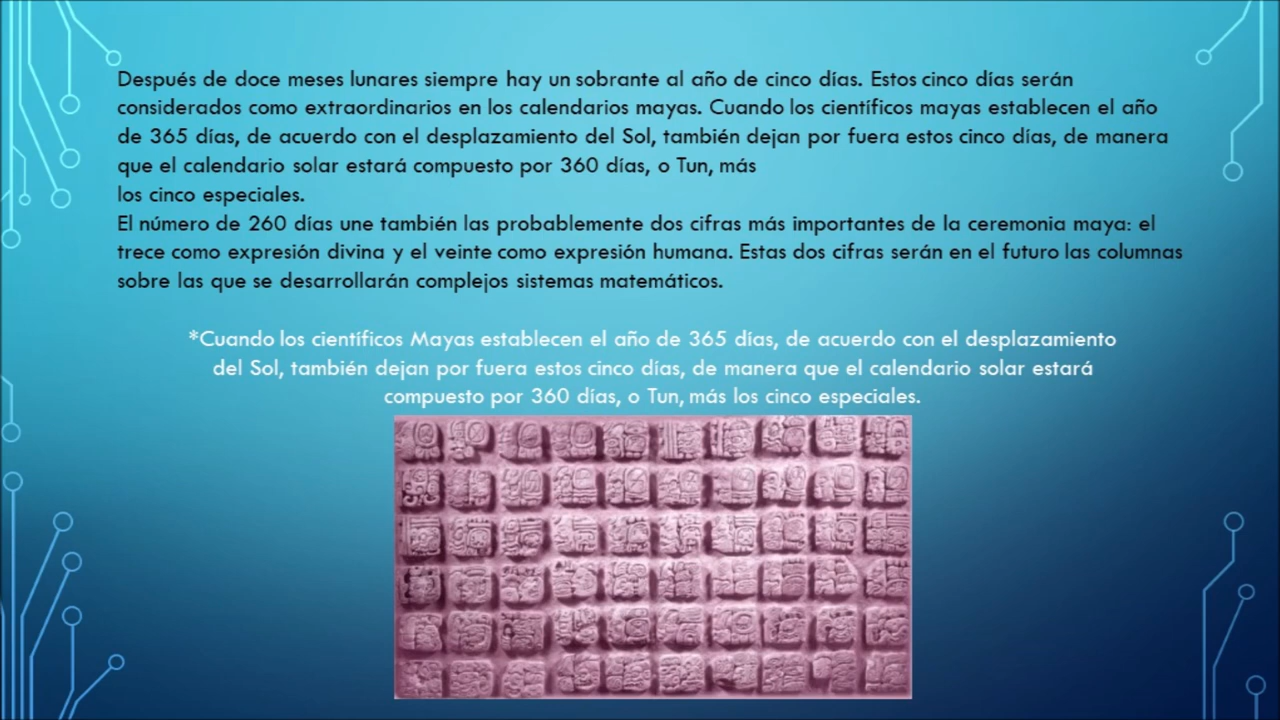 Después de doce meses lunares siempre hay un sobrante al año de cinco días. Estos cinco días serán
considerados como extraordinarios en los calendarios mayas. Cuando los científicos mayas establecen el año
de 365 días, de acuerdo con el desplazamiento del Sol, también dejan por fuera estos cinco días, de manera
que el calendario solar estará compuesto por 360 días, o Tun, más
los cinco especiales.
El número de 260 días une también las probablemente dos cifras más importantes de la ceremonia maya: el
trece como expresión divina y el veinte como expresión humana. Estas dos cifras serán en el futuro las columnas
sobre las que se desarrollarán complejos sistemas matemáticos.
*Cuando los científicos Mayas establecen el año de 365 días, de acuerdo con el desplazamiento
del Sol, también dejan por fuera estos cinco días, de manera que el calendario solar estará
compuesto por 360 días, o Tun, más los cinco especiales.